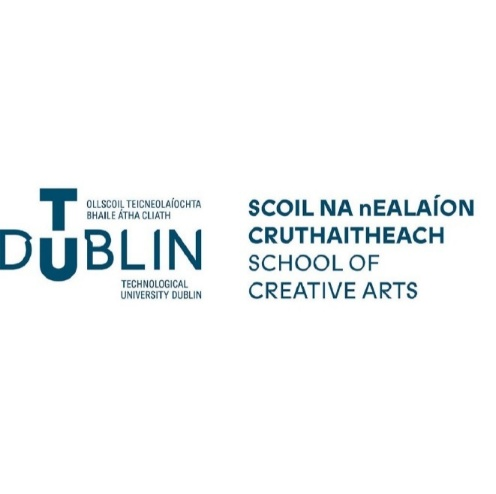 OLLSCOIL TEICNEOLAÍOCHTA
BHAILE ÁTHA CLIATH
TU DUBLIN
TECHNOLOGICAL
UNIVERSITY DUBLIN
SCOIL NA nEALAÍON
CRUTHAITHEACH
SCHOOL OF
CREATIVE ARTS